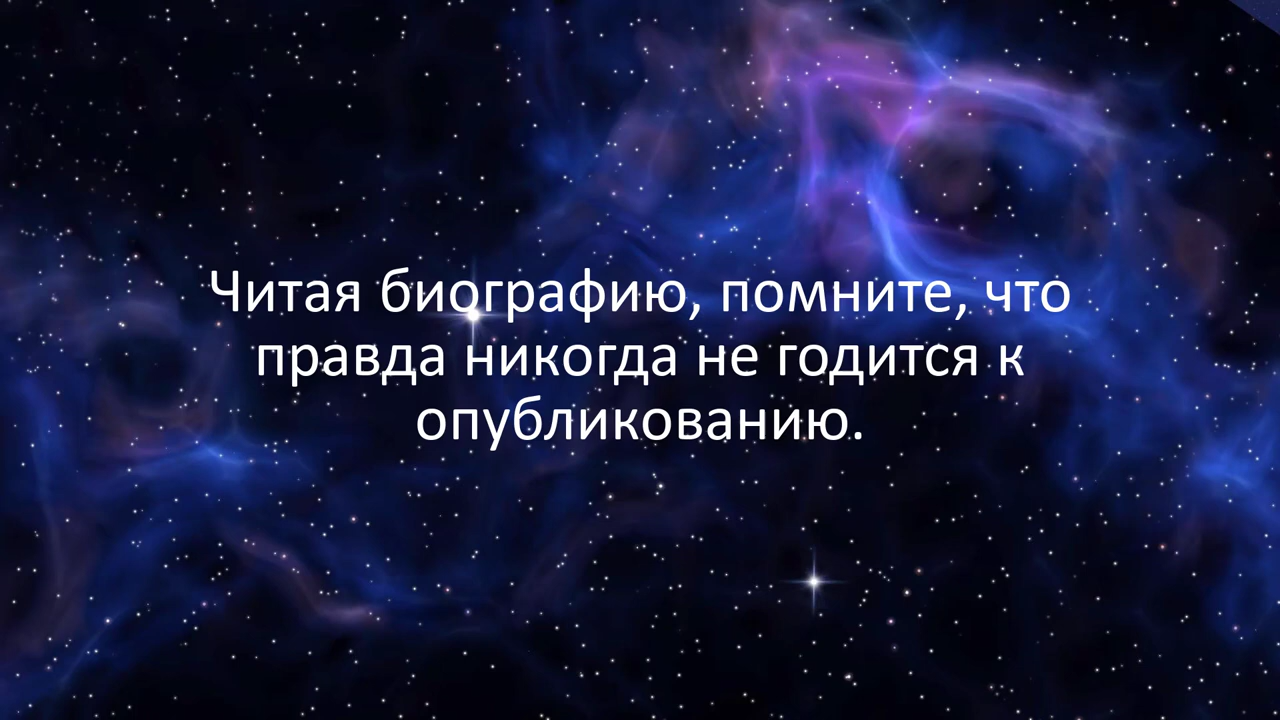 Читая биографию, помните, что
правда никогда не годится к
опубликованию.